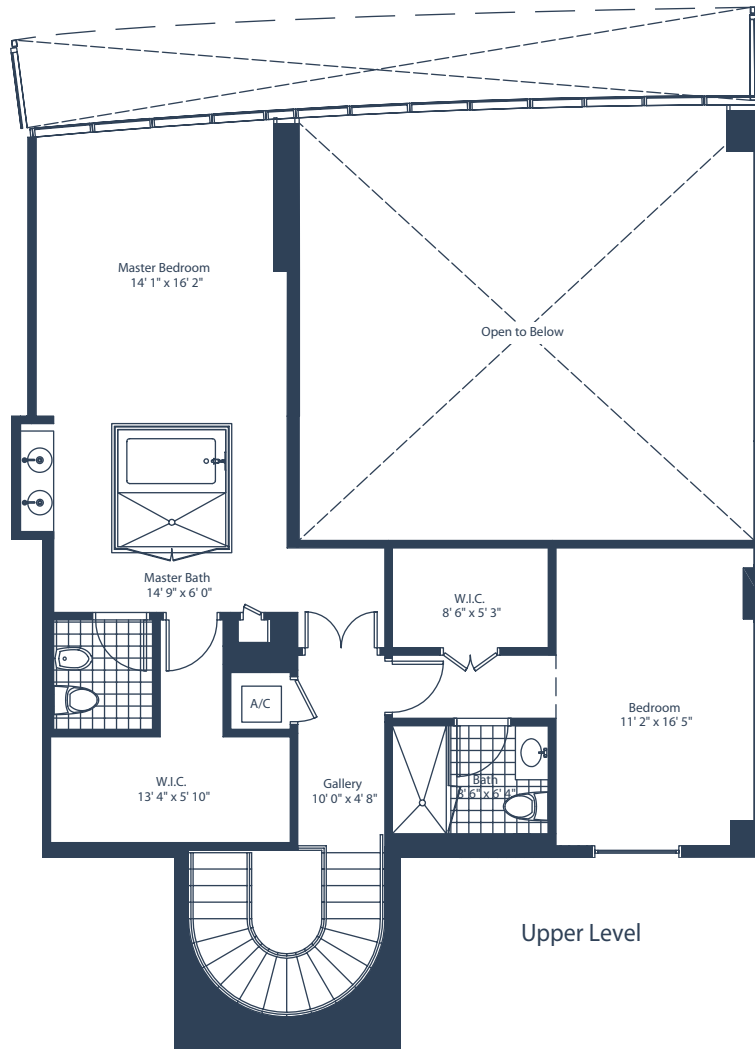 Master Bedroom
14' 1" x 16' 2"
Open to Below
Master Bath
14' 9" x 6' 0"
W.I.C.
8' 6" x 5' 3"
A/C
Bedroom
11' 2" x 16' 5"
W.I.C.
13' 4" x 5' 10"
Gallery
10' 0" x 4' 8"
Bath
8' 6" x 6' 4"
Upper Level